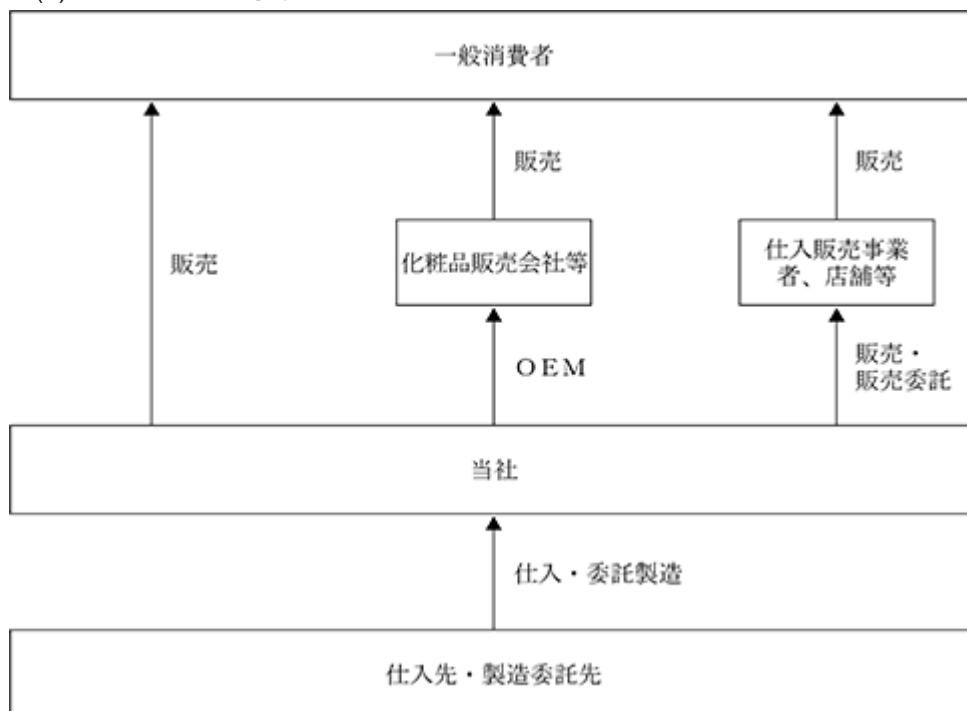 一般消費者
販売
販売
販売
化粧品販売会社等
仕入販売事業
者、店舗等
OEM
販売・
販売委託
当社
仕入・委託製造
仕入先・製造委託先